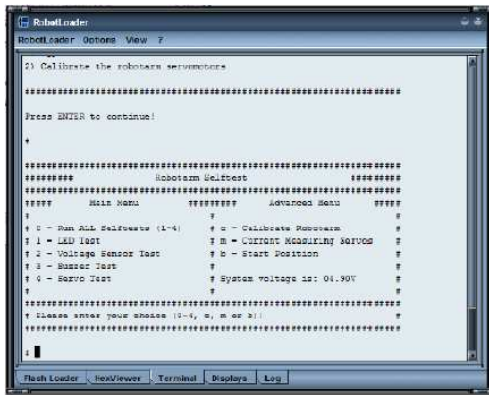 RobotLoader
RobotLoader Options View ?
2) Calibrate the robotarm servomotors
######################################################################
Press ENTER to continue!
#
######################################################################
######### Robotarm Selftest #########
######################################################################
##### Main Menu ######### Advanced Menu #####
# # #
# 0 - Run ALL Selftests (1-4) # c - Calibrate Robotarm #
# 1 - LED Test # m - Current Measuring Servos #
# 2 - Voltage Sensor Test # b - Start Position #
# 3 - Buzzer Test # #
# 4 - Servo Test # System voltage is: 04.90V #
# # #
######################################################################
# Please enter your choice (0-4, c, m or b)! #
######################################################################
#
Flash Loader HexViewer Terminal Displays Log